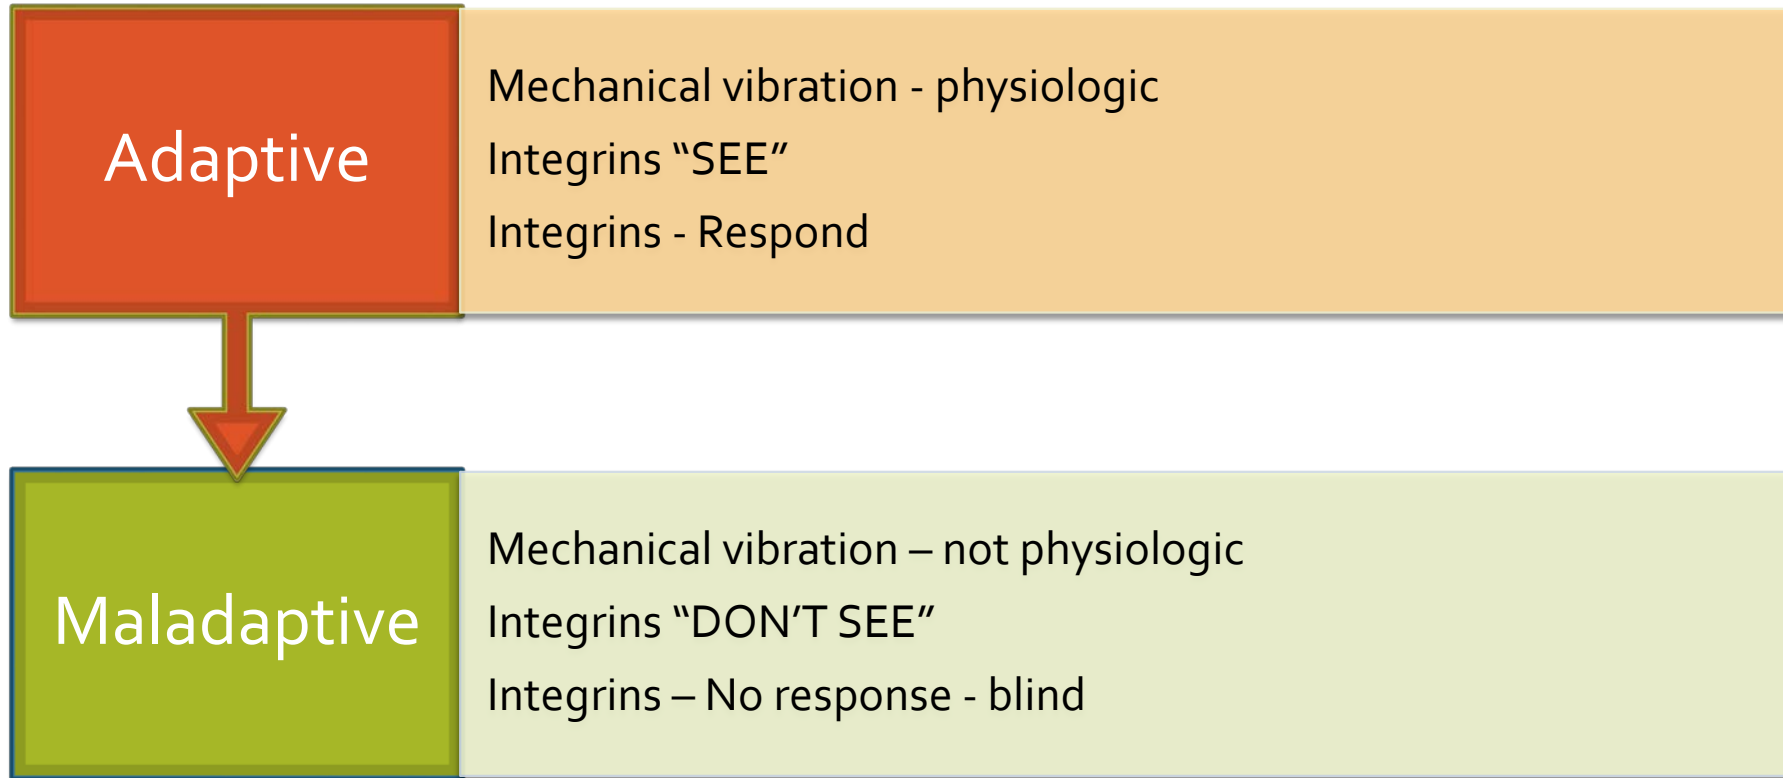 Adaptive
Mechanical vibration - physiologic
Integrins “SEE”
Integrins - Respond
Maladaptive
Mechanical vibration – not physiologic
Integrins “DON’T SEE”
Integrins – No response - blind